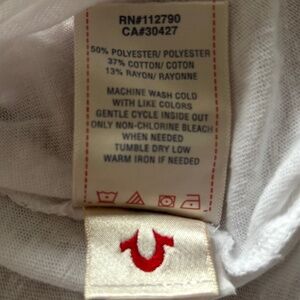 RN#112790
CA#30427
50% POLYESTER/ POLYESTER
37% COTTON/ COTON
13% RAYON/ RAYONNE
MACHINE WASH COLD
WITH LIKE COLORS
GENTLE CYCLE INSIDE OUT
ONLY NON-CHLORINE BLEACH
WHEN NEEDED
TUMBLE DRY LOW
WARM IRON IF NEEDED